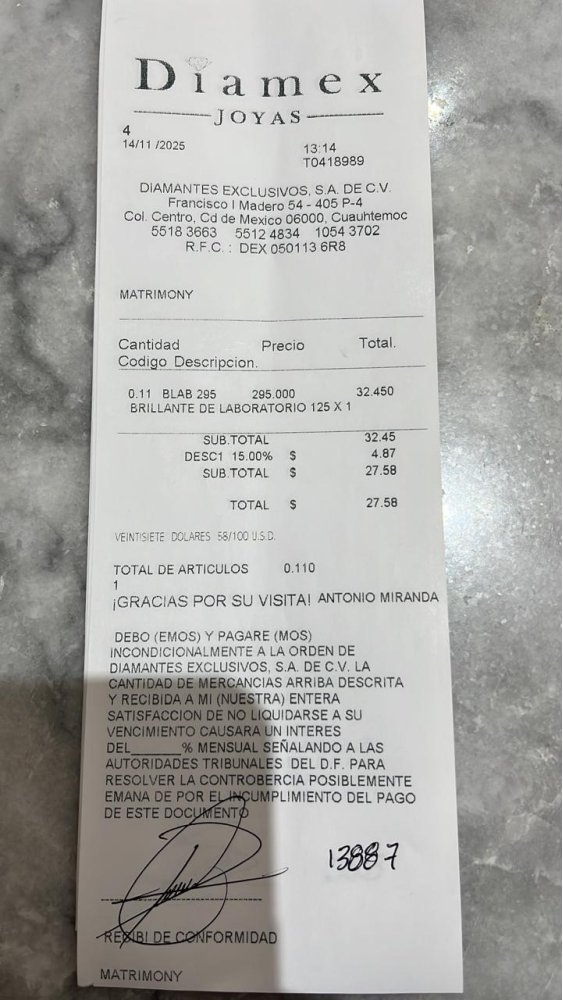 Diamex
JOYAS
4
14/11 /2025 13:14
T0418989
DIAMANTES EXCLUSIVOS, S.A. DE C.V.
Francisco I Madero 54 - 405 P-4
Col. Centro, Cd de Mexico 06000, Cuauhtemoc
5518 3663 5512 4834 1054 3702
R.F.C. : DEX 050113 6R8
MATRIMONY
Cantidad Precio Total.
Codigo Descripcion.
0.11 BLAB 295 295.000 32.450
BRILLANTE DE LABORATORIO 125 X 1
SUB.TOTAL 32.45
DESC1 15.00% $ 4.87
SUB.TOTAL $ 27.58
TOTAL $ 27.58
VEINTISIETE DOLARES 58/100 U.S.D.
TOTAL DE ARTICULOS 0.110
1
¡GRACIAS POR SU VISITA! ANTONIO MIRANDA
DEBO (EMOS) Y PAGARE (MOS)
INCONDICIONALMENTE A LA ORDEN DE
DIAMANTES EXCLUSIVOS, S.A. DE C.V. LA
CANTIDAD DE MERCANCIAS ARRIBA DESCRITA
Y RECIBIDA A MI (NUESTRA) ENTERA
SATISFACCION DE NO LIQUIDARSE A SU
VENCIMIENTO CAUSARA UN INTERES
DEL______% MENSUAL SEÑALANDO A LAS
AUTORIDADES TRIBUNALES DEL D.F. PARA
RESOLVER LA CONTROBERCIA POSIBLEMENTE
EMANA DE POR EL INCUMPLIMIENTO DEL PAGO
DE ESTE DOCUMENTO
13887
RECIBI DE CONFORMIDAD
MATRIMONY